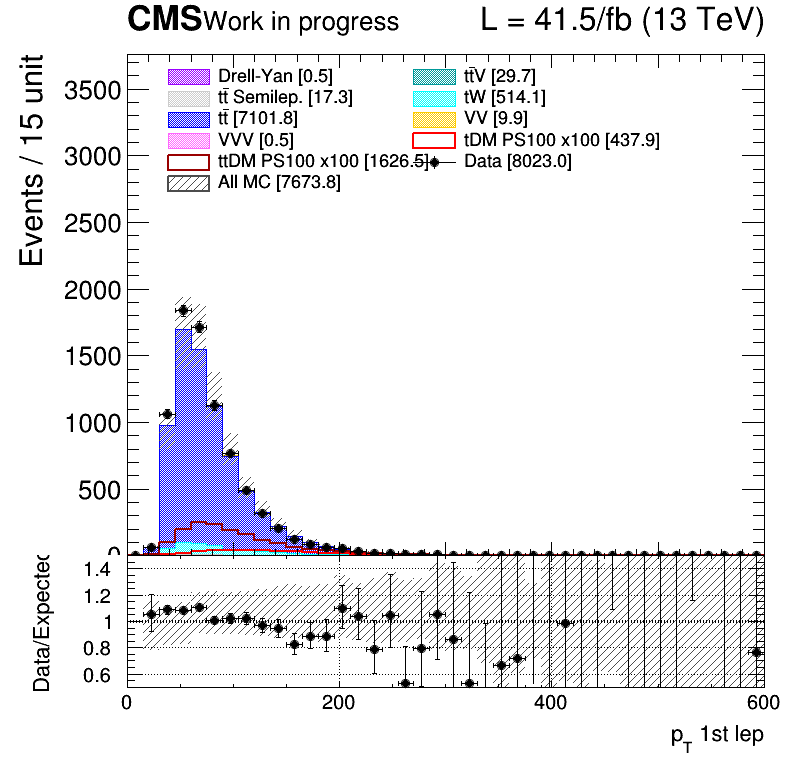 CMS Work in progress L = 41.5/fb (13 TeV)
Events / 15 unit
3500
3000
2500
2000
1500
1000
500
0
Drell-Yan [0.5]
tt̄ Semilep. [17.3]
tt̄ [7101.8]
VVV [0.5]
ttDM PS100 x100 [1626.5]
All MC [7673.8]
tt̄V [29.7]
tW [514.1]
VV [9.9]
tDM PS100 x100 [437.9]
Data [8023.0]
Data/Expected
1.4
1.2
1
0.8
0.6
0 200 400 600
p_T 1st lep